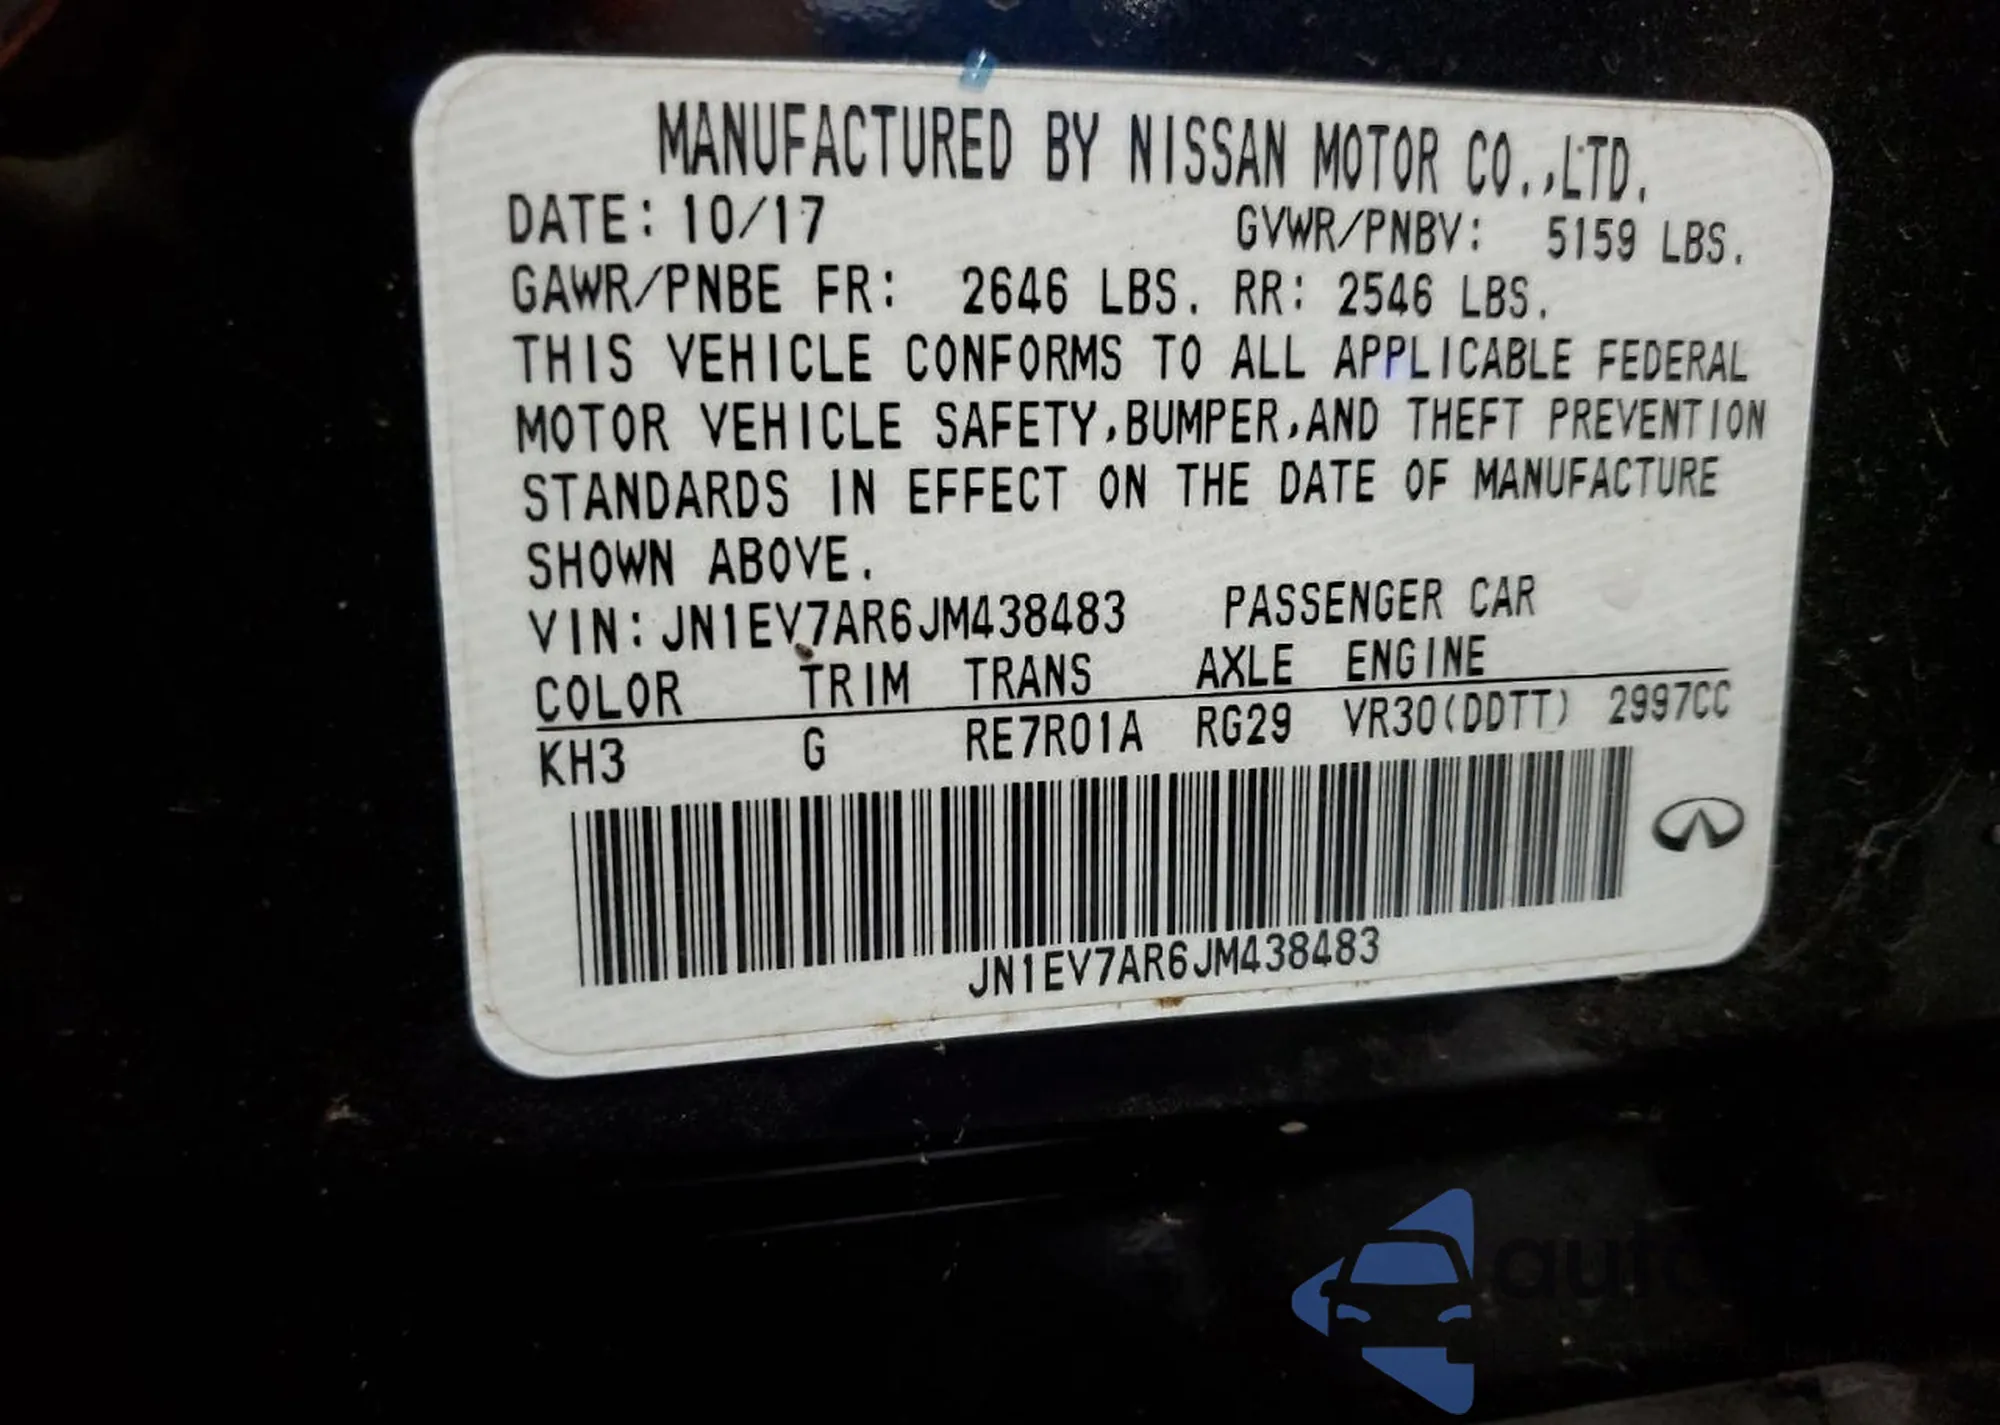 MANUFACTURED BY NISSAN MOTOR CO.,LTD.
DATE: 10/17 GVWR/PNBV: 5159 LBS.
GAWR/PNBE FR: 2646 LBS. RR: 2546 LBS.
THIS VEHICLE CONFORMS TO ALL APPLICABLE FEDERAL
MOTOR VEHICLE SAFETY,BUMPER,AND THEFT PREVENTION
STANDARDS IN EFFECT ON THE DATE OF MANUFACTURE
SHOWN ABOVE.
VIN:JN1EV7AR6JM438483 PASSENGER CAR
COLOR TRIM TRANS AXLE ENGINE
KH3 G RE7R01A RG29 VR30(DDTT) 2997CC
JN1EV7AR6JM438483